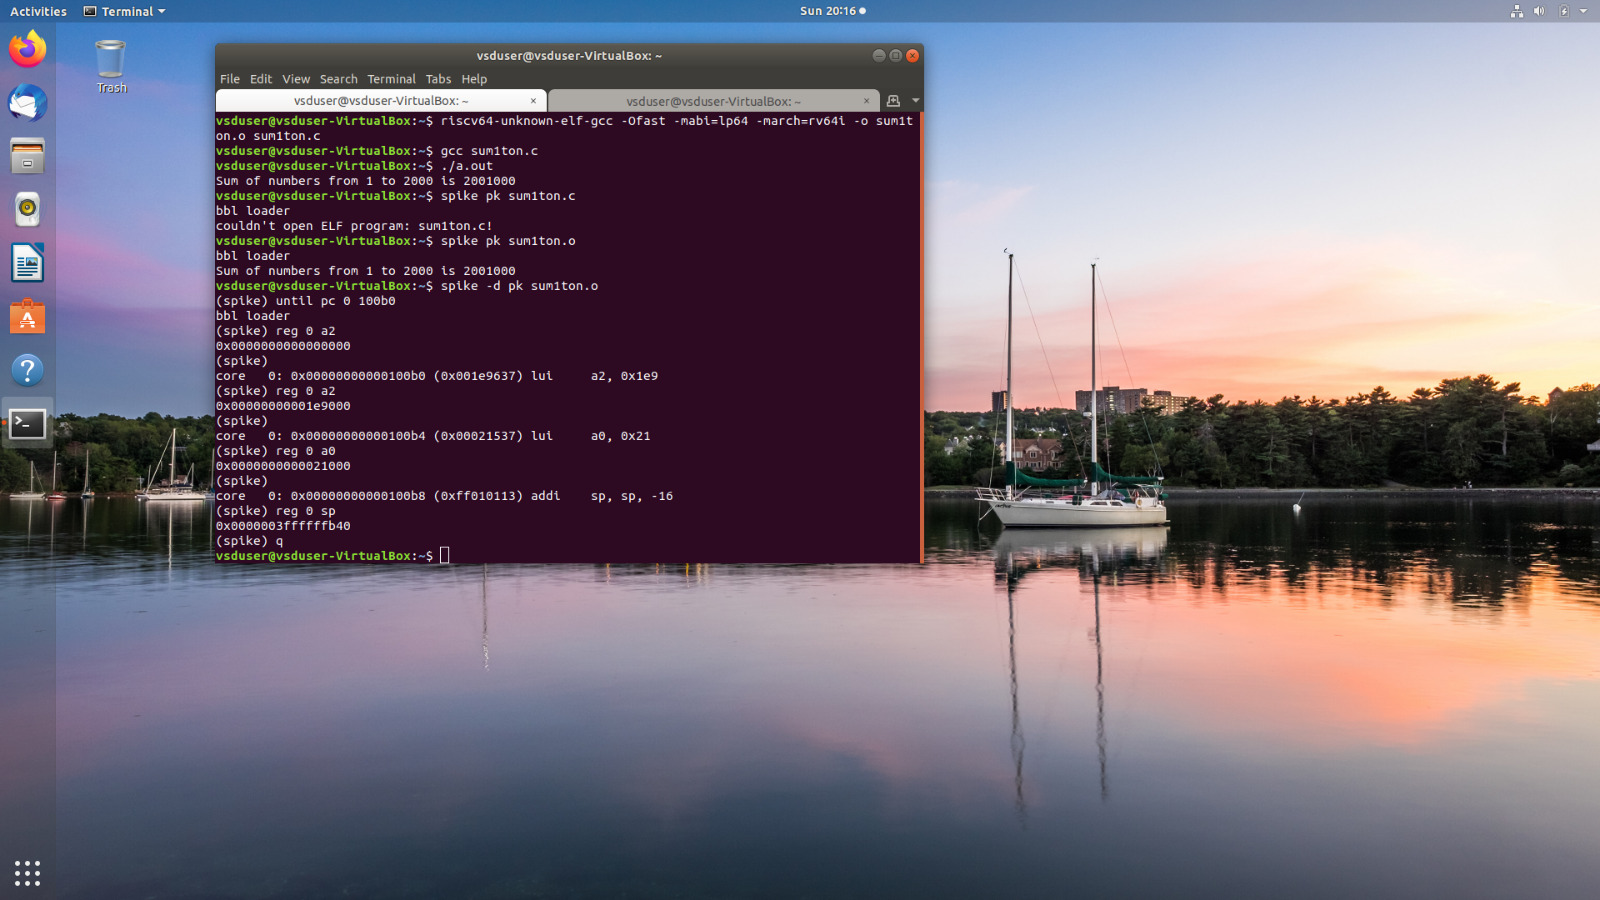 Activities Terminal Sun 20:16
Trash
vsduser@vsduser-VirtualBox: ~
File Edit View Search Terminal Tabs Help
vsduser@vsduser-VirtualBox: ~ × vsduser@vsduser-VirtualBox: ~ ×
vsduser@vsduser-VirtualBox:~$ riscv64-unknown-elf-gcc -Ofast -mabi=lp64 -march=rv64i -o sum1t
on.o sum1ton.c
vsduser@vsduser-VirtualBox:~$ gcc sum1ton.c
vsduser@vsduser-VirtualBox:~$ ./a.out
Sum of numbers from 1 to 2000 is 2001000
vsduser@vsduser-VirtualBox:~$ spike pk sum1ton.c
bbl loader
couldn't open ELF program: sum1ton.c!
vsduser@vsduser-VirtualBox:~$ spike pk sum1ton.o
bbl loader
Sum of numbers from 1 to 2000 is 2001000
vsduser@vsduser-VirtualBox:~$ spike -d pk sum1ton.o
(spike) until pc 0 100b0
bbl loader
(spike) reg 0 a2
0x0000000000000000
(spike)
core   0: 0x00000000000100b0 (0x001e9637) lui     a2, 0x1e9
(spike) reg 0 a2
0x00000000001e9000
(spike)
core   0: 0x00000000000100b4 (0x00021537) lui     a0, 0x21
(spike) reg 0 a0
0x0000000000021000
(spike)
core   0: 0x00000000000100b8 (0xff010113) addi    sp, sp, -16
(spike) reg 0 sp
0x0000003ffffffb40
(spike) q
vsduser@vsduser-VirtualBox:~$